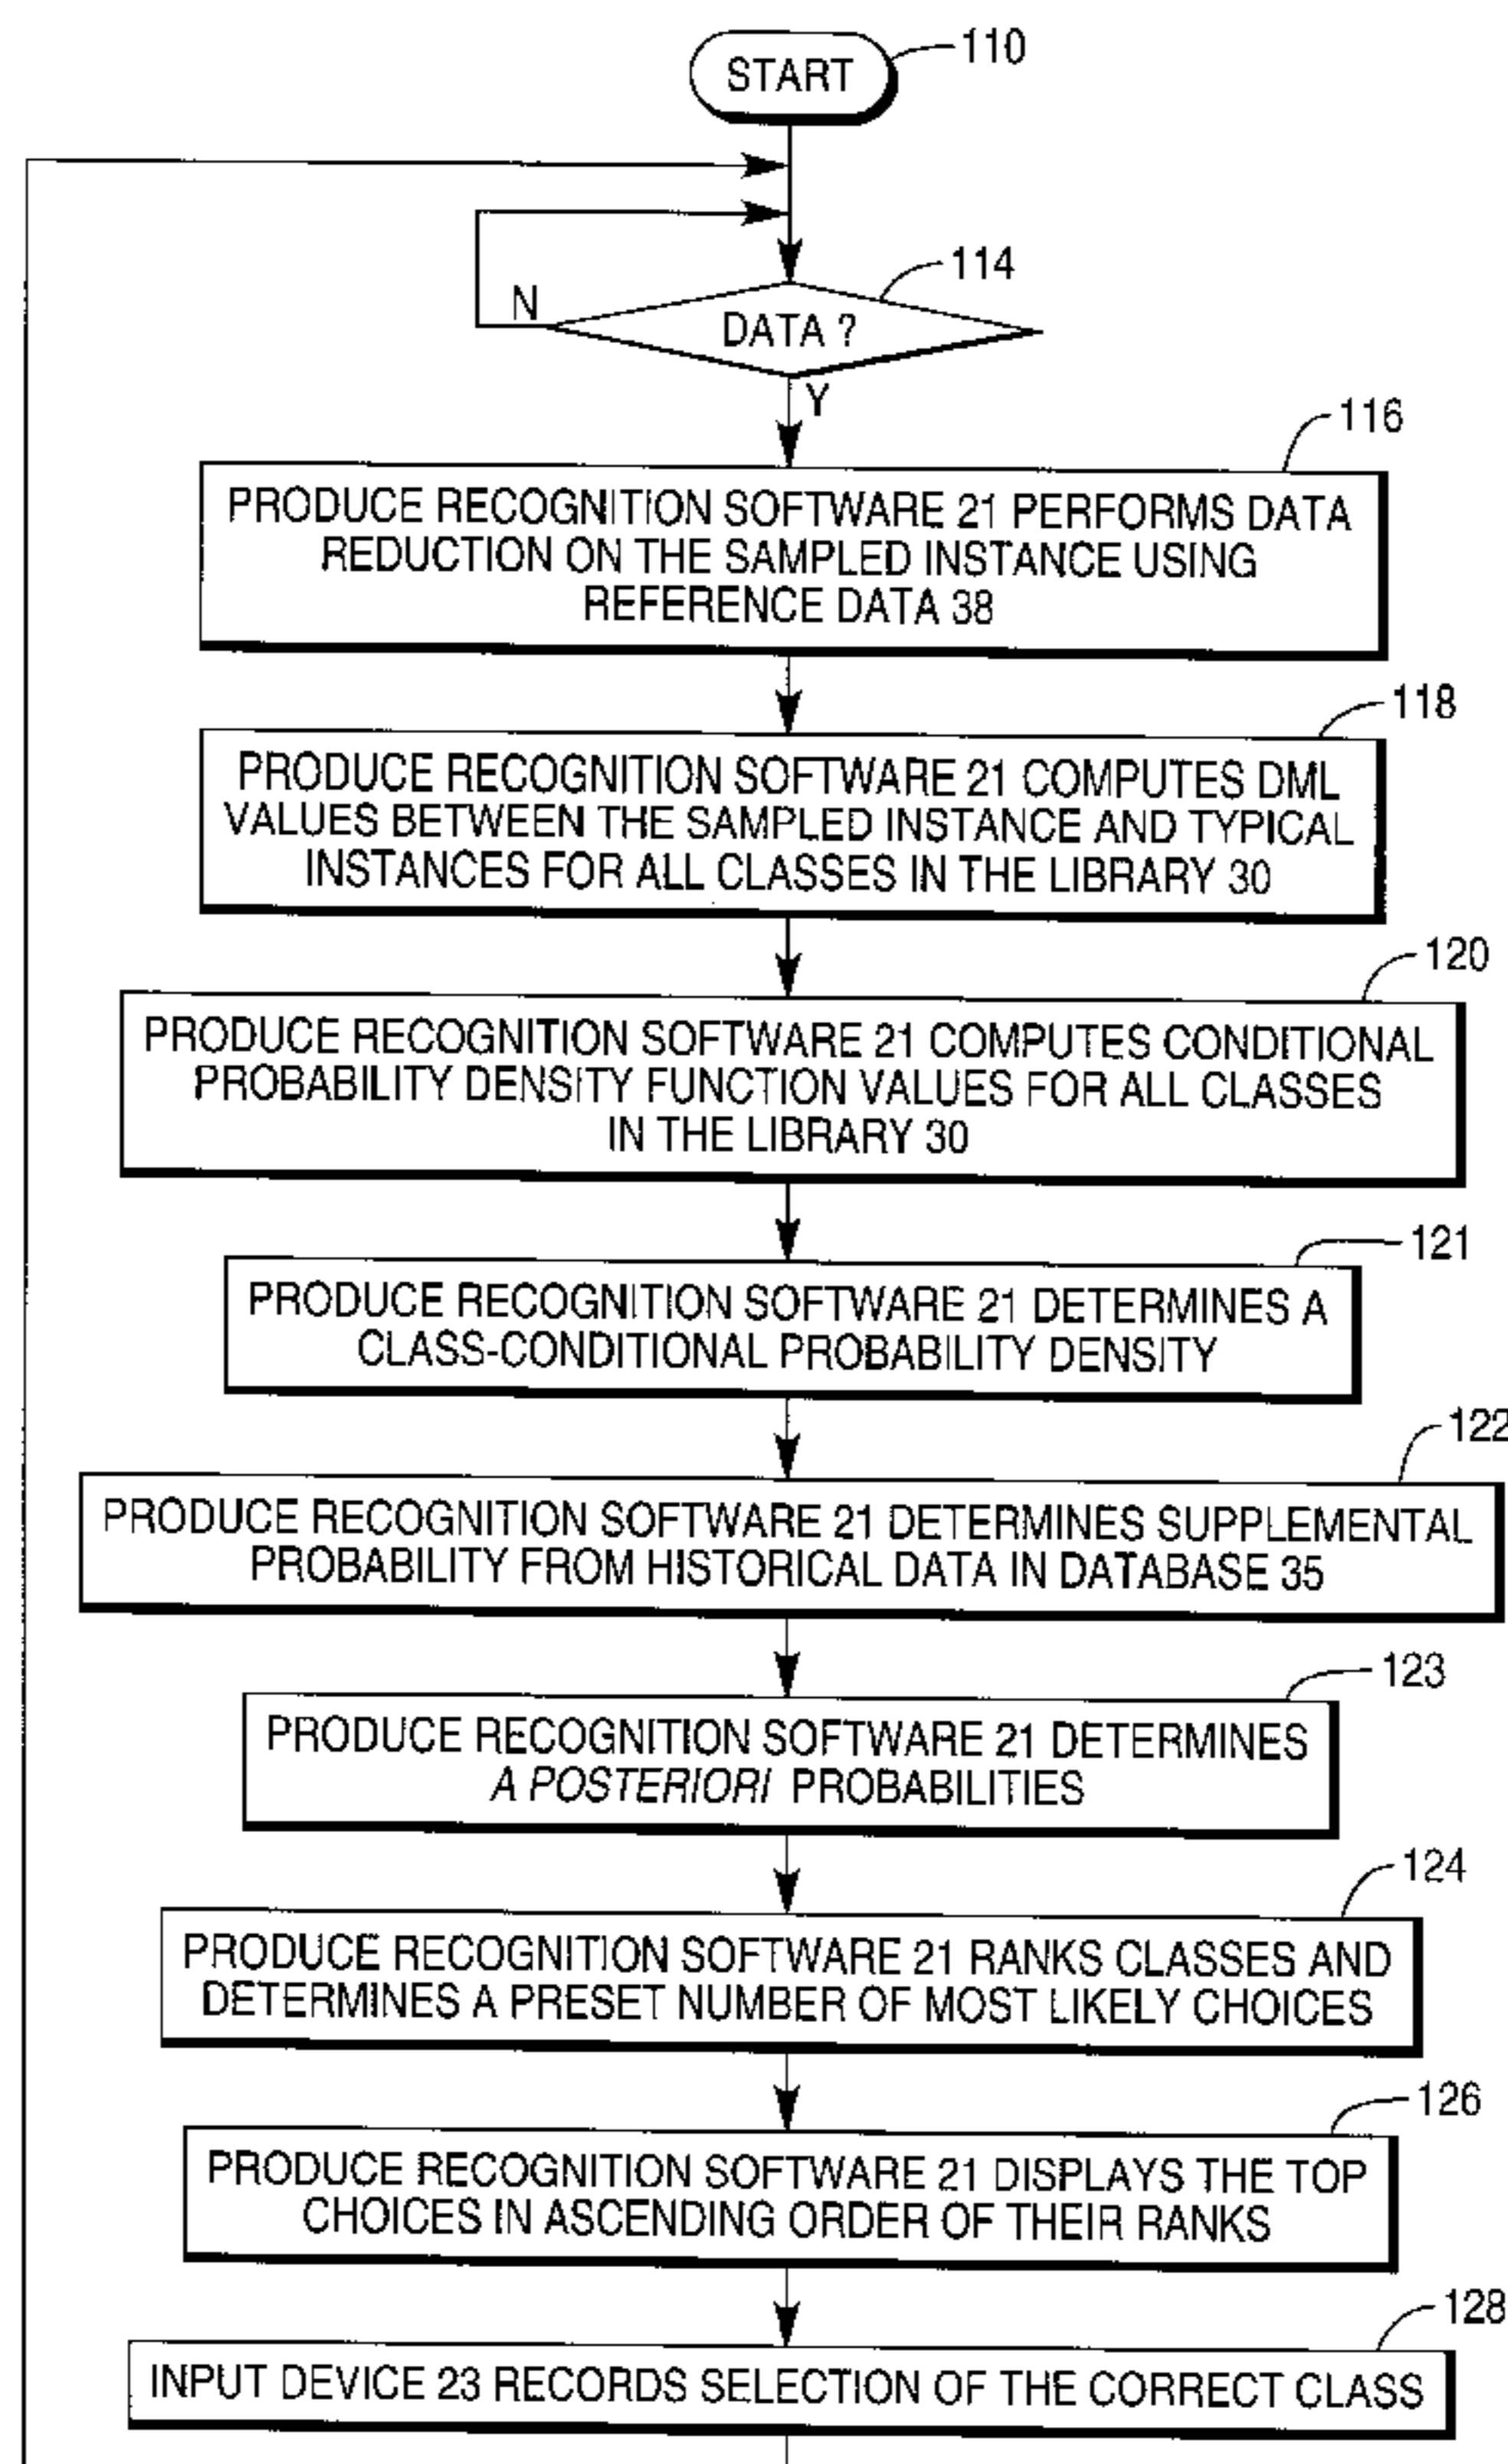 START
110
114
DATA ?
N
Y
116
PRODUCE RECOGNITION SOFTWARE 21 PERFORMS DATA
REDUCTION ON THE SAMPLED INSTANCE USING
REFERENCE DATA 38
118
PRODUCE RECOGNITION SOFTWARE 21 COMPUTES DML
VALUES BETWEEN THE SAMPLED INSTANCE AND TYPICAL
INSTANCES FOR ALL CLASSES IN THE LIBRARY 30
120
PRODUCE RECOGNITION SOFTWARE 21 COMPUTES CONDITIONAL
PROBABILITY DENSITY FUNCTION VALUES FOR ALL CLASSES
IN THE LIBRARY 30
121
PRODUCE RECOGNITION SOFTWARE 21 DETERMINES A
CLASS-CONDITIONAL PROBABILITY DENSITY
122
PRODUCE RECOGNITION SOFTWARE 21 DETERMINES SUPPLEMENTAL
PROBABILITY FROM HISTORICAL DATA IN DATABASE 35
123
PRODUCE RECOGNITION SOFTWARE 21 DETERMINES
A POSTERIORI PROBABILITIES
124
PRODUCE RECOGNITION SOFTWARE 21 RANKS CLASSES AND
DETERMINES A PRESET NUMBER OF MOST LIKELY CHOICES
126
PRODUCE RECOGNITION SOFTWARE 21 DISPLAYS THE TOP
CHOICES IN ASCENDING ORDER OF THEIR RANKS
128
INPUT DEVICE 23 RECORDS SELECTION OF THE CORRECT CLASS